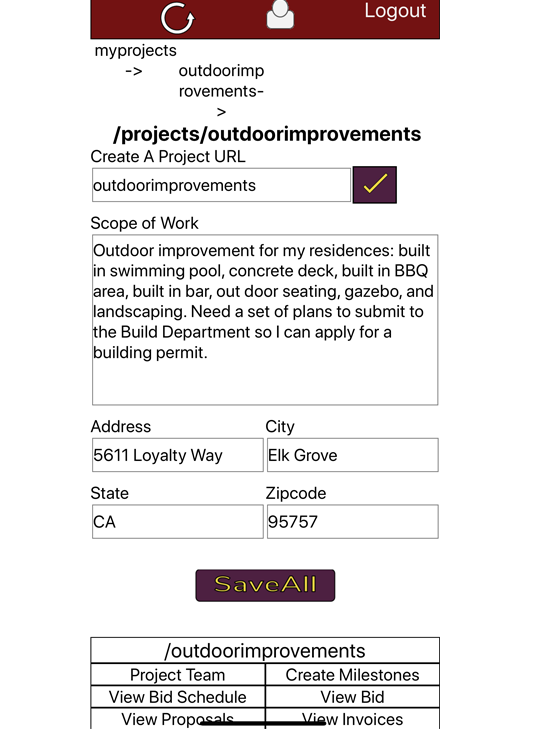 Logout
myprojects
-> outdoorimp
rovements-
>
/projects/outdoorimprovements
Create A Project URL
outdoorimprovements
Scope of Work
Outdoor improvement for my residences: built
in swimming pool, concrete deck, built in BBQ
area, built in bar, out door seating, gazebo, and
landscaping. Need a set of plans to submit to
the Build Department so I can apply for a
building permit.
Address City
5611 Loyalty Way Elk Grove
State Zipcode
CA 95757
SaveAll
/outdoorimprovements
Project Team Create Milestones
View Bid Schedule View Bid
View Proposals View Invoices